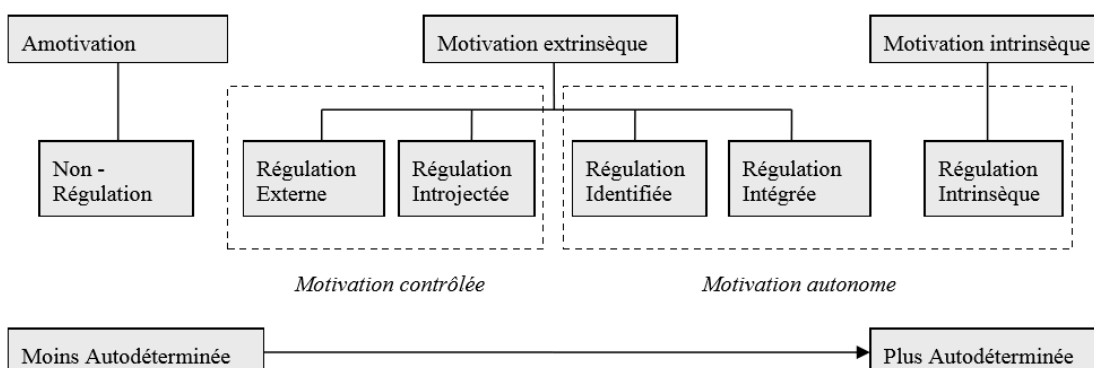 Amotivation
Motivation extrinsèque
Motivation intrinsèque
Non -
Régulation
Régulation
Externe
Régulation
Introjectée
Régulation
Identifiée
Régulation
Intégrée
Régulation
Intrinsèque
Motivation contrôlée
Motivation autonome
Moins Autodéterminée
Plus Autodéterminée